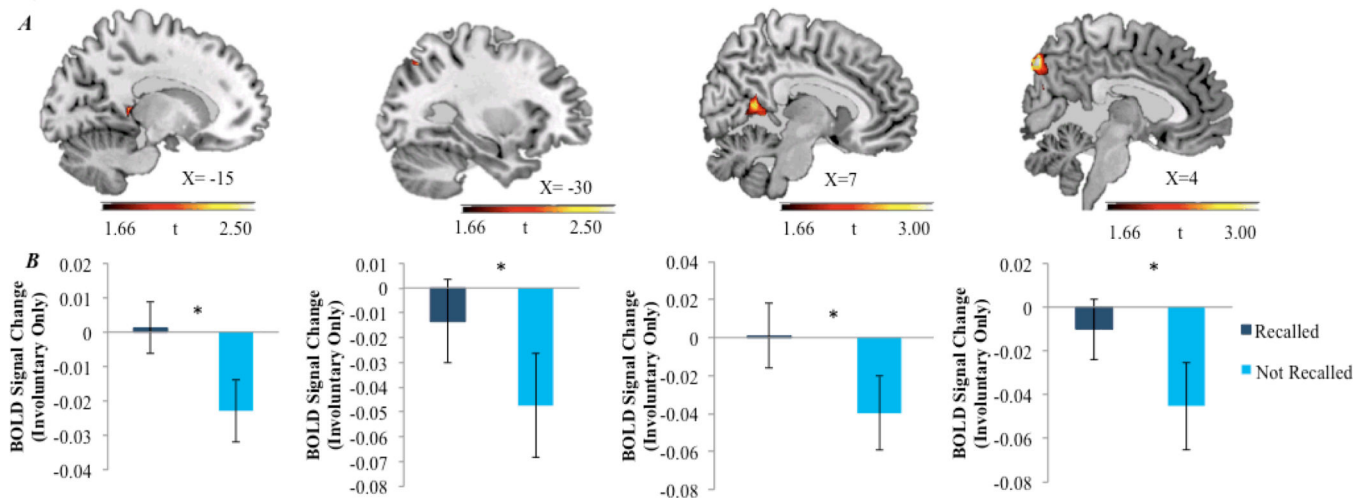 A
X= -15
1.66 t 2.50
X= -30
1.66 t 2.50
X=7
1.66 t 3.00
X=4
1.66 t 3.00
B
BOLD Signal Change
(Involuntary Only)
0.02
0.01
0
-0.01
-0.02
-0.03
-0.04
*
BOLD Signal Change
(Involuntary Only)
0.01
0
-0.01
-0.02
-0.03
-0.04
-0.05
-0.06
-0.07
-0.08
*
BOLD Signal Change
(Involuntary Only)
0.04
0.02
0
-0.02
-0.04
-0.06
-0.08
*
BOLD Signal Change
(Involuntary Only)
0.02
0
-0.02
-0.04
-0.06
-0.08
*
Recalled
Not Recalled